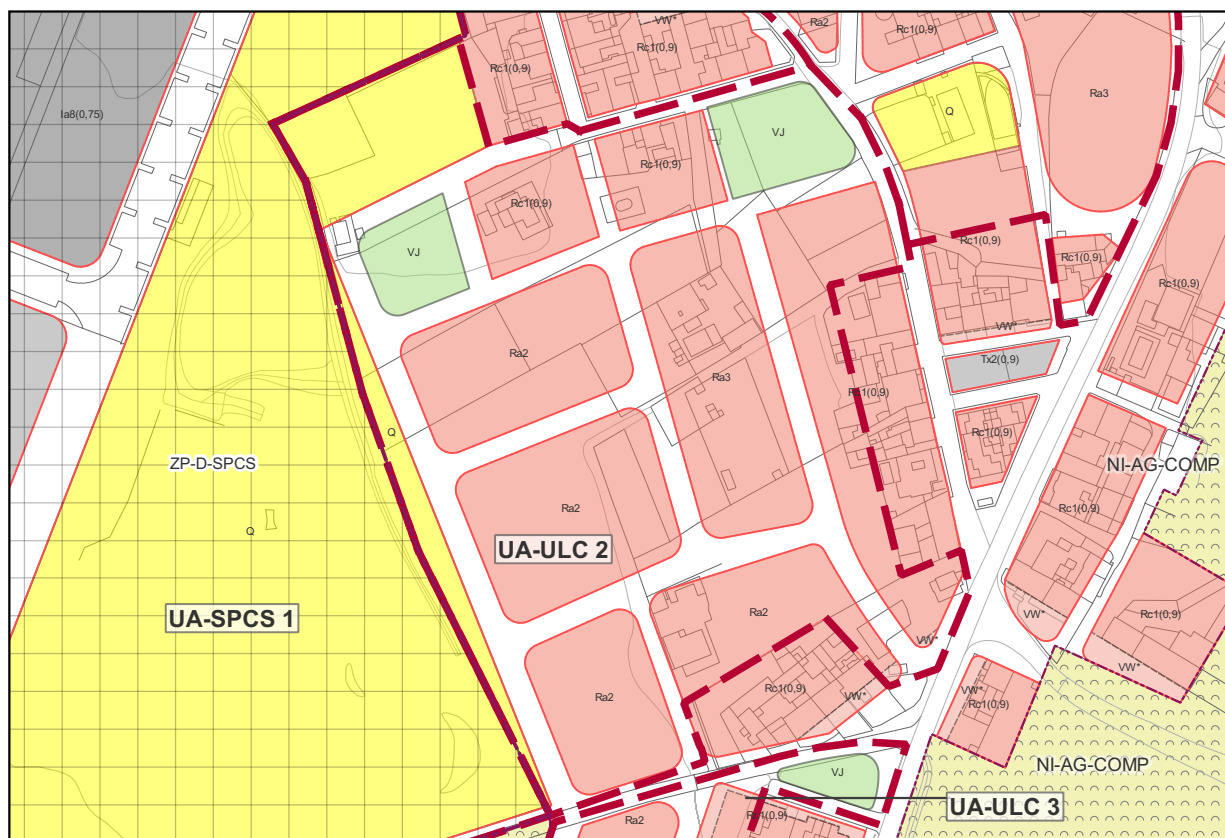 VW*
Ra2
Rc1(0,9)
Rc1(0,9)
Rc1(0,9)
Ra3
Ia8(0,75)
Q
VJ
Rc1(0,9)
Rc1(0,9)
VJ
Rc1(0,9)
Rc1(0,9)
Rc1(0,9)
VW*
Ra2
Tx2(0,9)
Ra3
Rc1(0,9)
Q
Rc1(0,9)
ZP-D-SPCS
NI-AG-COMP
Ra2
Rc1(0,9)
Q
UA-ULC 2
UA-SPCS 1
Ra2
VW*
Rc1(0,9)
VW*
VW*
Rc1(0,9)
VW*
VW*
Ra2
Rc1(0,9)
NI-AG-COMP
VJ
UA-ULC 3
Ra2
Rc1(0,9)